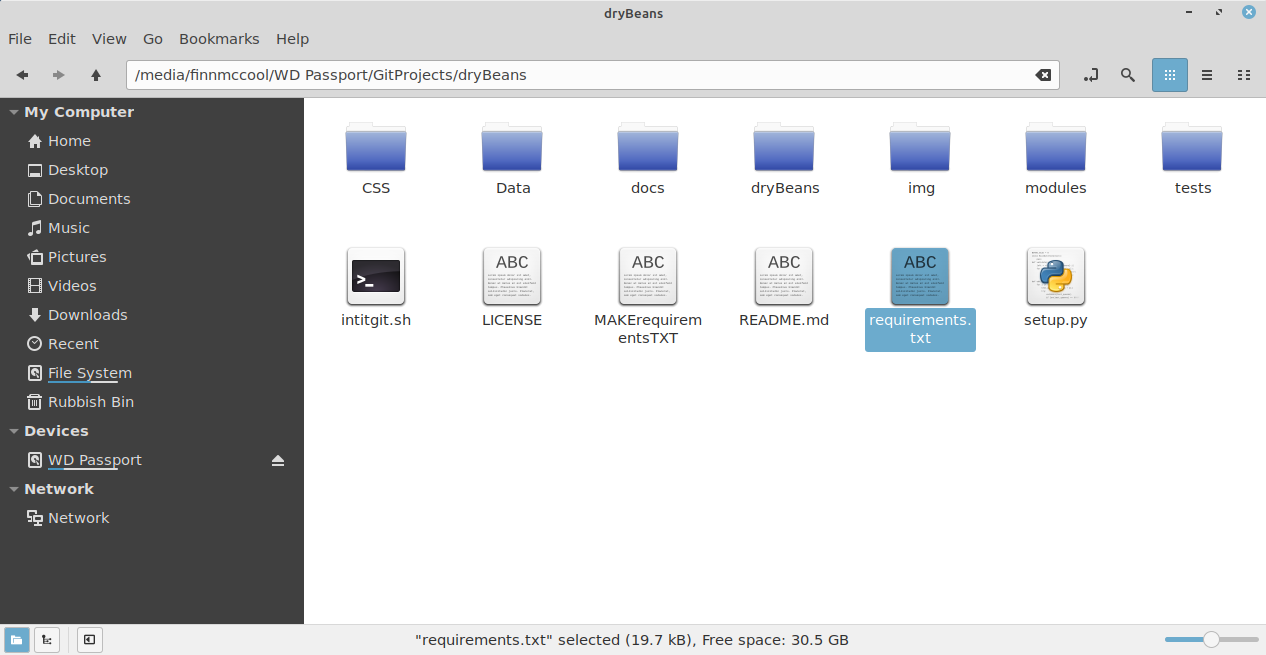 dryBeans
File Edit View Go Bookmarks Help
/media/finnmccool/WD Passport/GitProjects/dryBeans
My Computer
Home
Desktop
Documents
Music
Pictures
Videos
Downloads
Recent
File System
Rubbish Bin
Devices
WD Passport
Network
Network
CSS Data docs dryBeans img modules tests
ABC ABC ABC ABC
>_
intitgit.sh LICENSE MAKErequirem
entsTXT
README.md requirements.
txt
setup.py
"requirements.txt" selected (19.7 kB), Free space: 30.5 GB